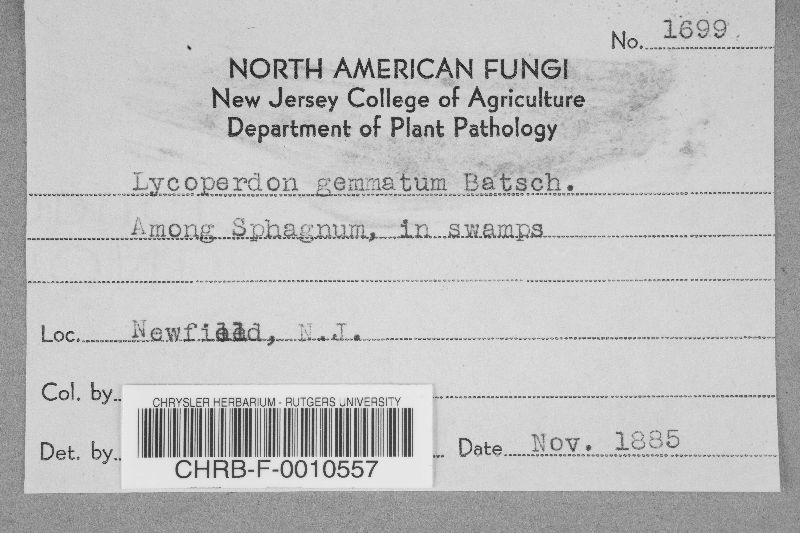 No. 1699.
NORTH AMERICAN FUNGI
New Jersey College of Agriculture
Department of Plant Pathology
Lycoperdon gemmatum Batsch.
Among Sphagnum, in swamps
Loc. Newfield, N.J.
Col. by
CHRYSLER HERBARIUM - RUTGERS UNIVERSITY
Det. by
CHRB-F-0010557
Date Nov. 1885